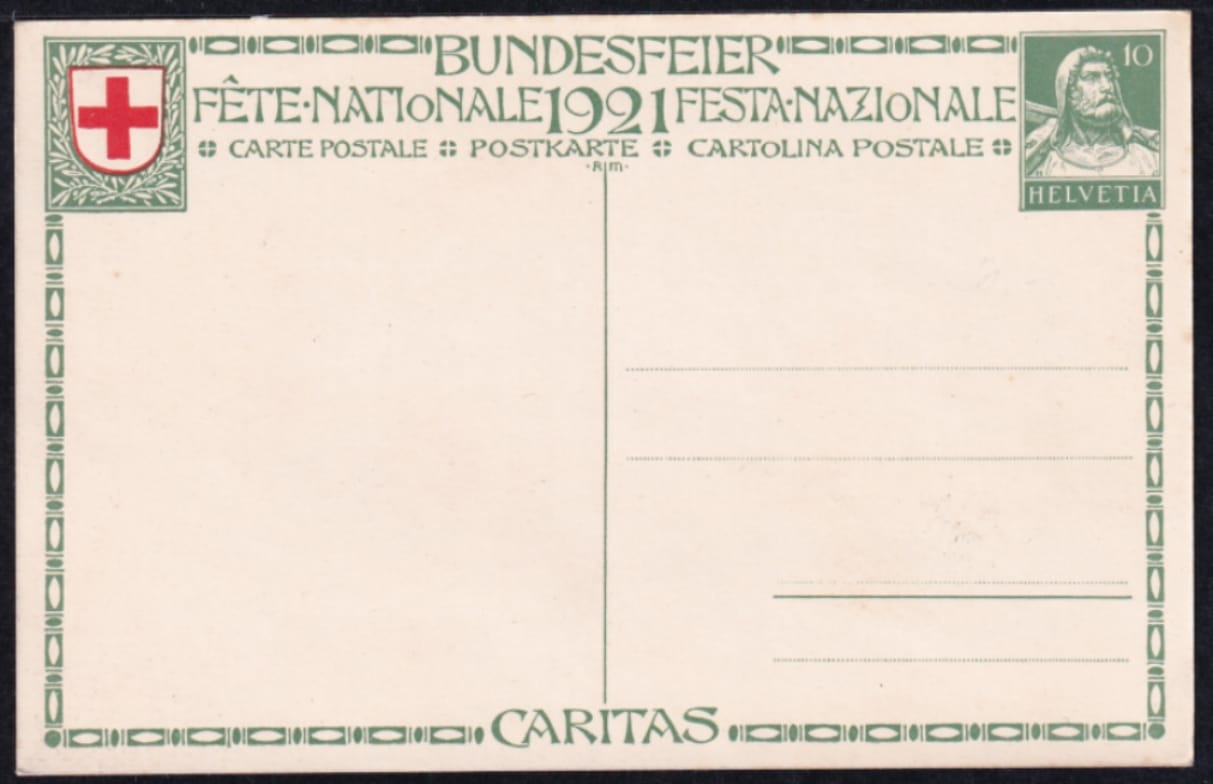 BUNDESFEIER
FÊTE·NATIONALE 1921 FESTA·NAZIONALE
CARTE POSTALE POSTKARTE CARTOLINA POSTALE
·R|M·
10
HELVETIA
CARITAS